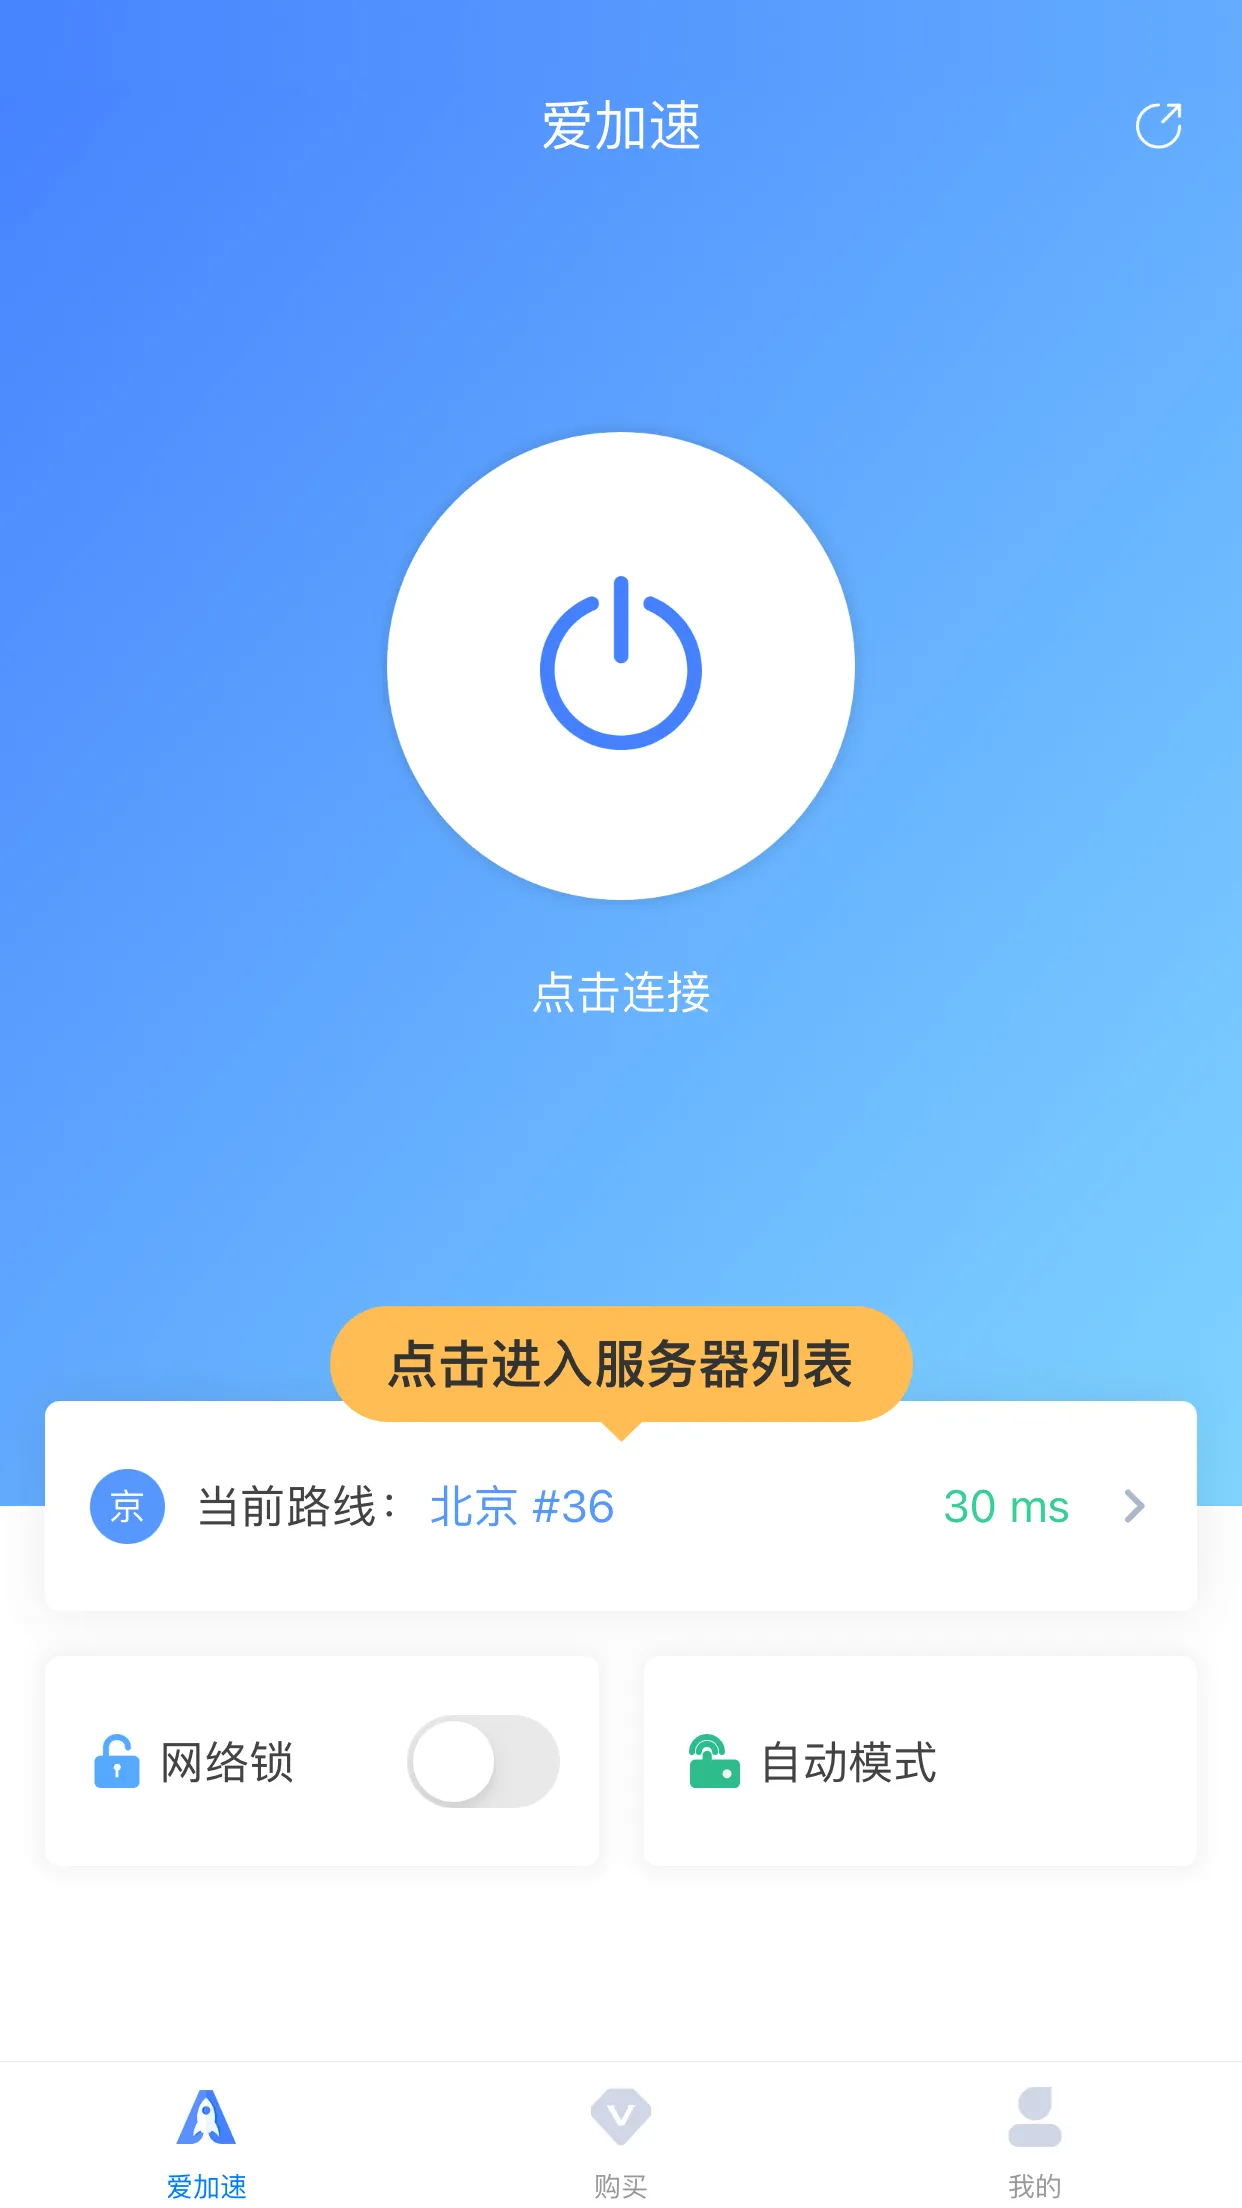 爱加速
点击连接
点击进入服务器列表
京 当前路线： 北京 #36 30 ms
网络锁 自动模式
爱加速 购买 我的